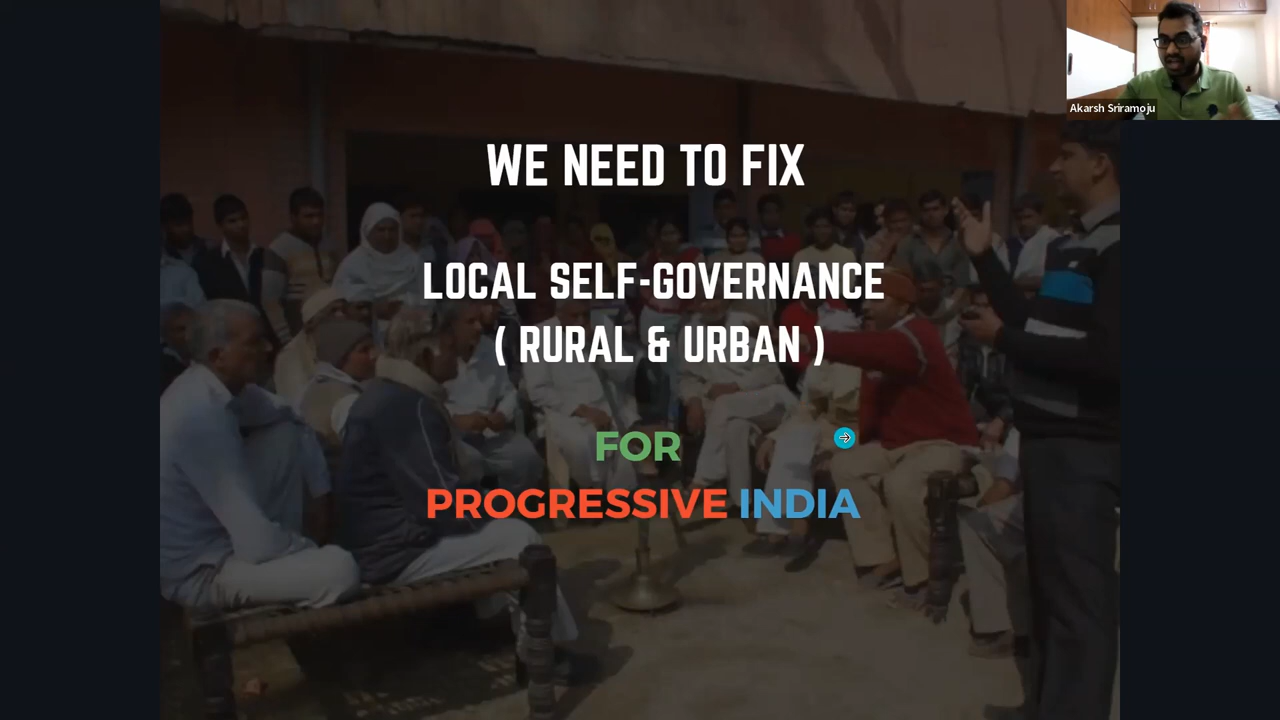 WE NEED TO FIX
LOCAL SELF-GOVERNANCE
( RURAL & URBAN )
FOR
PROGRESSIVE INDIA
Akarsh Sriramoju